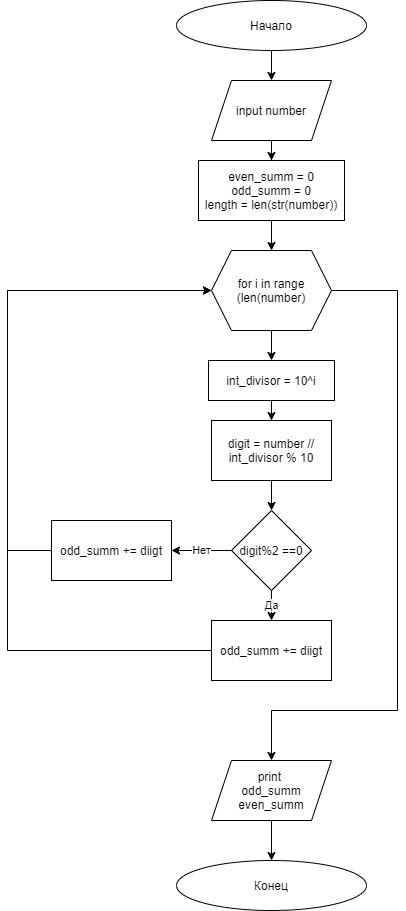 Начало
input number
even_summ = 0
odd_summ = 0
length = len(str(number))
for i in range
(len(number)
int_divisor = 10^i
digit = number //
int_divisor % 10
odd_summ += diigt
Нет
digit%2 ==0
Да
odd_summ += diigt
print
odd_summ
even_summ
Конец